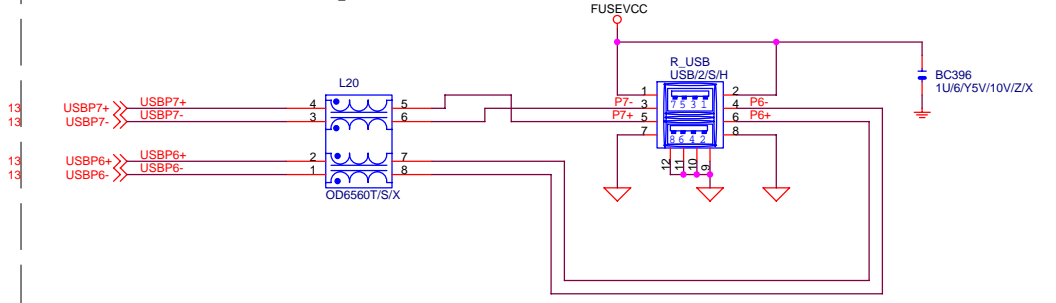 FUSEVCC
R_USB
USB/2/S/H
L20
BC396
1U/6/Y5V/10V/Z/X
13 USBP7+ USBP7+ 4 5
13 USBP7- USBP7- 3 6
13 USBP6+ USBP6+ 2 7
13 USBP6- USBP6- 1 8
OD6560T/S/X
1 2
P7- 3 7 5 3 1 4 P6-
P7+ 5 6 P6+
7 8 6 4 2 8
12 11 10 9